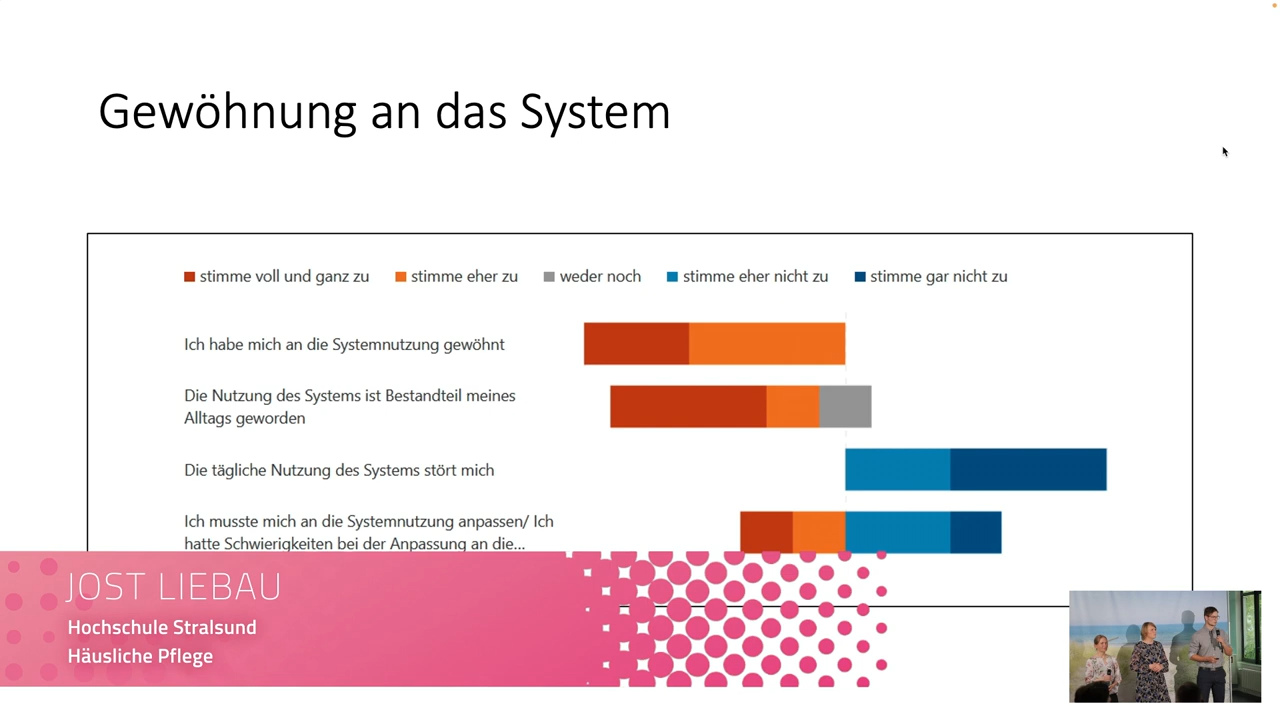 Gewöhnung an das System
stimme voll und ganz zu stimme eher zu weder noch stimme eher nicht zu stimme gar nicht zu
Ich habe mich an die Systemnutzung gewöhnt
Die Nutzung des Systems ist Bestandteil meines
Alltags geworden
Die tägliche Nutzung des Systems stört mich
Ich musste mich an die Systemnutzung anpassen/ Ich
hatte Schwierigkeiten bei der Anpassung an die...
JOST LIEBAU
Hochschule Stralsund
Häusliche Pflege